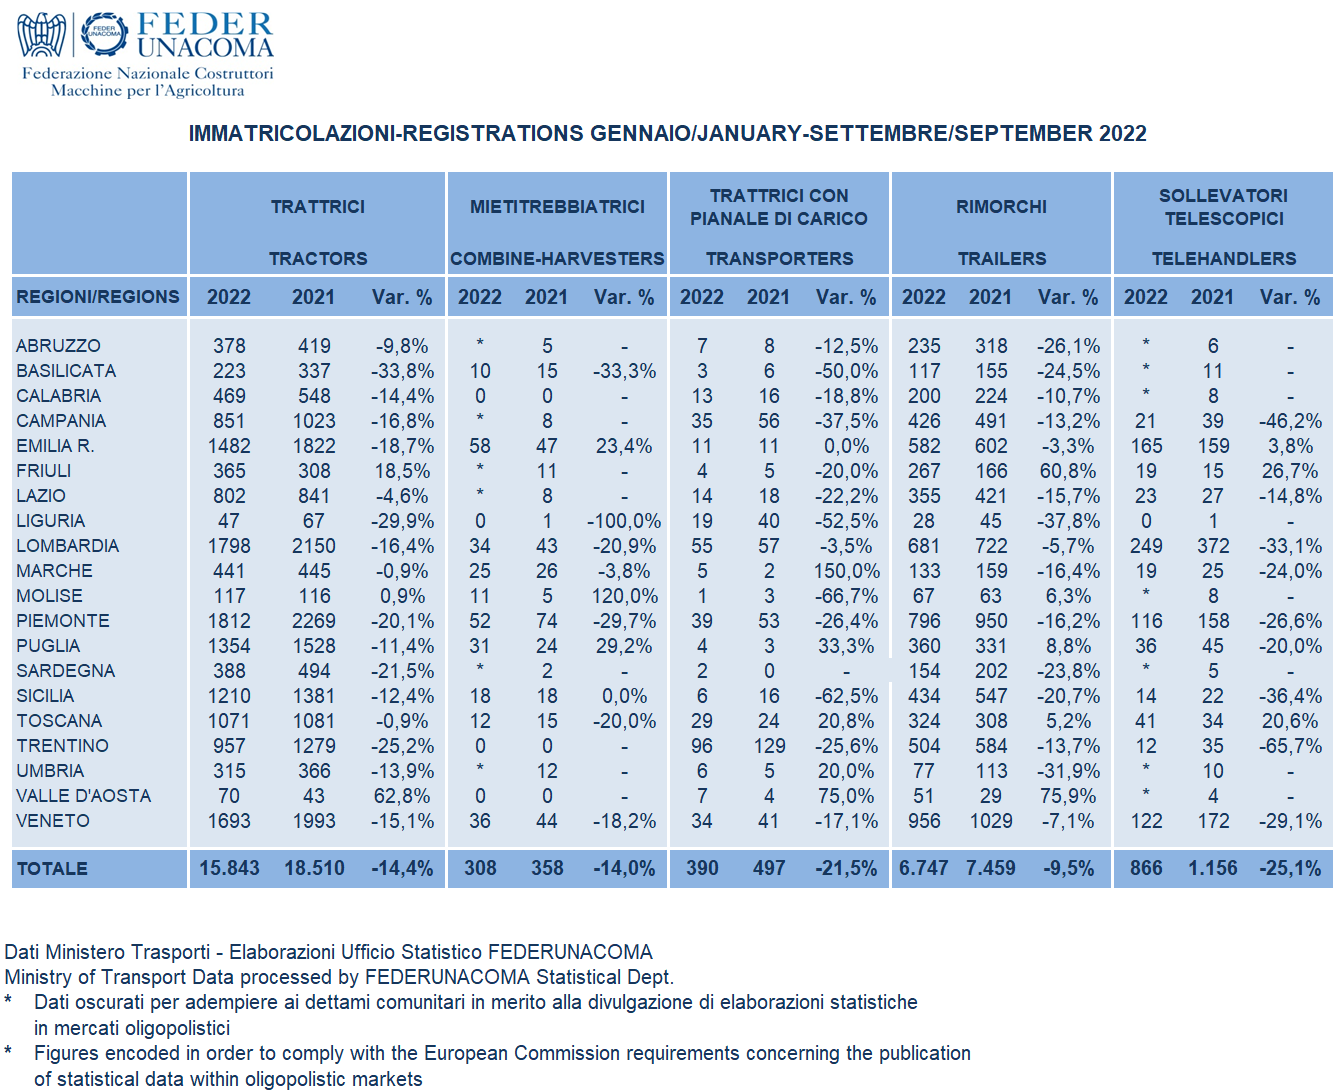 FEDER
UNACOMA
FEDER
UNACOMA
Federazione Nazionale Costruttori
Macchine per l'Agricoltura
IMMATRICOLAZIONI-REGISTRATIONS GENNAIO/JANUARY-SETTEMBRE/SEPTEMBER 2022
TRATTRICI MIETITREBBIATRICI TRATTRICI CON PIANALE DI CARICO RIMORCHI SOLLEVATORI TELESCOPICI
TRACTORS COMBINE-HARVESTERS TRANSPORTERS TRAILERS TELEHANDLERS
REGIONI/REGIONS 2022 2021 Var. % 2022 2021 Var. % 2022 2021 Var. % 2022 2021 Var. % 2022 2021 Var. %
ABRUZZO 378 419 -9,8% * 5 - 7 8 -12,5% 235 318 -26,1% * 6 -
BASILICATA 223 337 -33,8% 10 15 -33,3% 3 6 -50,0% 117 155 -24,5% * 11 -
CALABRIA 469 548 -14,4% 0 0 - 13 16 -18,8% 200 224 -10,7% * 8 -
CAMPANIA 851 1023 -16,8% * 8 - 35 56 -37,5% 426 491 -13,2% 21 39 -46,2%
EMILIA R. 1482 1822 -18,7% 58 47 23,4% 11 11 0,0% 582 602 -3,3% 165 159 3,8%
FRIULI 365 308 18,5% * 11 - 4 5 -20,0% 267 166 60,8% 19 15 26,7%
LAZIO 802 841 -4,6% * 8 - 14 18 -22,2% 355 421 -15,7% 23 27 -14,8%
LIGURIA 47 67 -29,9% 0 1 -100,0% 19 40 -52,5% 28 45 -37,8% 0 1 -
LOMBARDIA 1798 2150 -16,4% 34 43 -20,9% 55 57 -3,5% 681 722 -5,7% 249 372 -33,1%
MARCHE 441 445 -0,9% 25 26 -3,8% 5 2 150,0% 133 159 -16,4% 19 25 -24,0%
MOLISE 117 116 0,9% 11 5 120,0% 1 3 -66,7% 67 63 6,3% * 8 -
PIEMONTE 1812 2269 -20,1% 52 74 -29,7% 39 53 -26,4% 796 950 -16,2% 116 158 -26,6%
PUGLIA 1354 1528 -11,4% 31 24 29,2% 4 3 33,3% 360 331 8,8% 36 45 -20,0%
SARDEGNA 388 494 -21,5% * 2 - 2 0 - 154 202 -23,8% * 5 -
SICILIA 1210 1381 -12,4% 18 18 0,0% 6 16 -62,5% 434 547 -20,7% 14 22 -36,4%
TOSCANA 1071 1081 -0,9% 12 15 -20,0% 29 24 20,8% 324 308 5,2% 41 34 20,6%
TRENTINO 957 1279 -25,2% 0 0 - 96 129 -25,6% 504 584 -13,7% 12 35 -65,7%
UMBRIA 315 366 -13,9% * 12 - 6 5 20,0% 77 113 -31,9% * 10 -
VALLE D'AOSTA 70 43 62,8% 0 0 - 7 4 75,0% 51 29 75,9% * 4 -
VENETO 1693 1993 -15,1% 36 44 -18,2% 34 41 -17,1% 956 1029 -7,1% 122 172 -29,1%
TOTALE 15.843 18.510 -14,4% 308 358 -14,0% 390 497 -21,5% 6.747 7.459 -9,5% 866 1.156 -25,1%
Dati Ministero Trasporti - Elaborazioni Ufficio Statistico FEDERUNACOMA
Ministry of Transport Data processed by FEDERUNACOMA Statistical Dept.
* Dati oscurati per adempiere ai dettami comunitari in merito alla divulgazione di elaborazioni statistiche
in mercati oligopolistici
* Figures encoded in order to comply with the European Commission requirements concerning the publication
of statistical data within oligopolistic markets